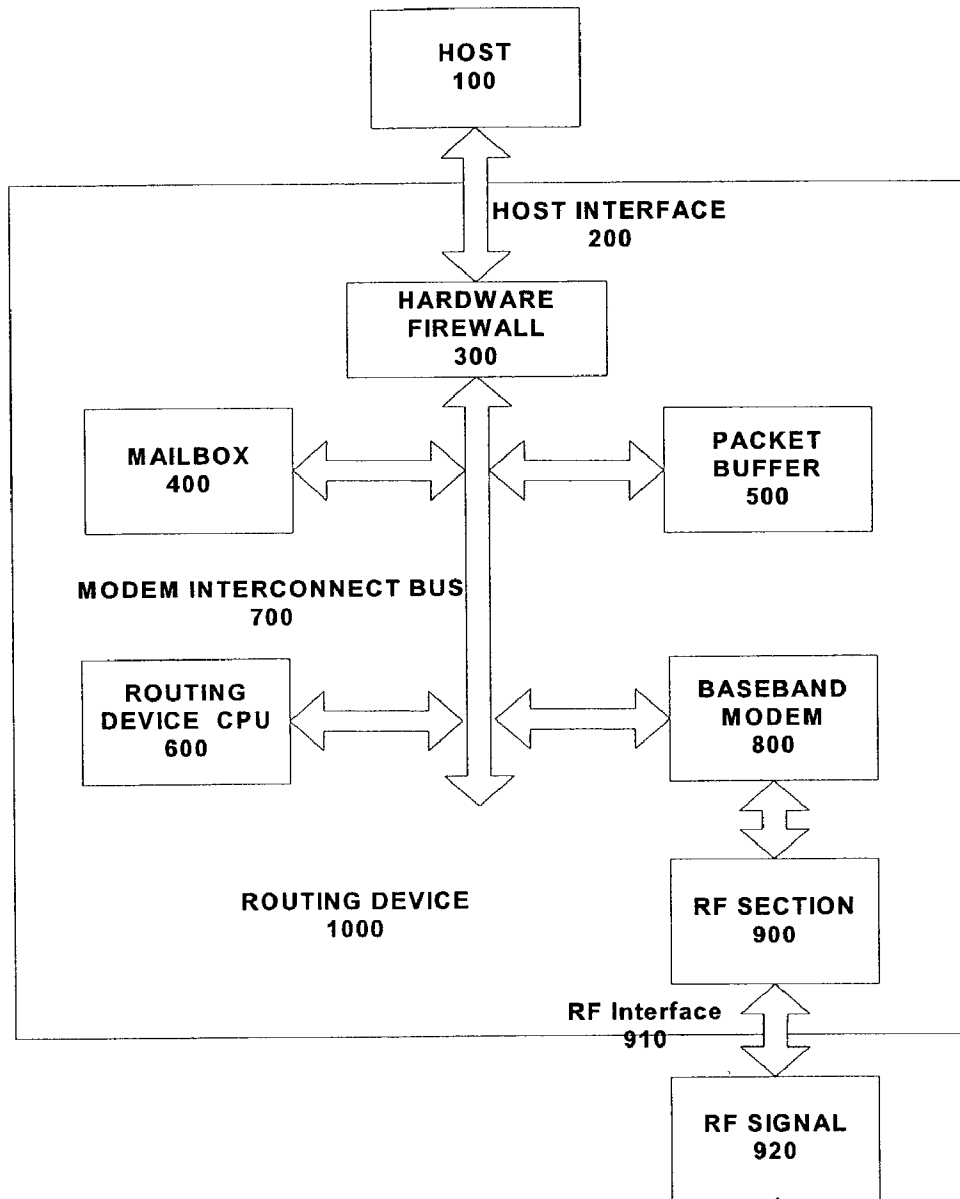 HOST
100
HOST INTERFACE
200
HARDWARE
FIREWALL
300
MAILBOX
400
PACKET
BUFFER
500
MODEM INTERCONNECT BUS
700
ROUTING
DEVICE CPU
600
BASEBAND
MODEM
800
ROUTING DEVICE
1000
RF SECTION
900
RF Interface
910
RF SIGNAL
920